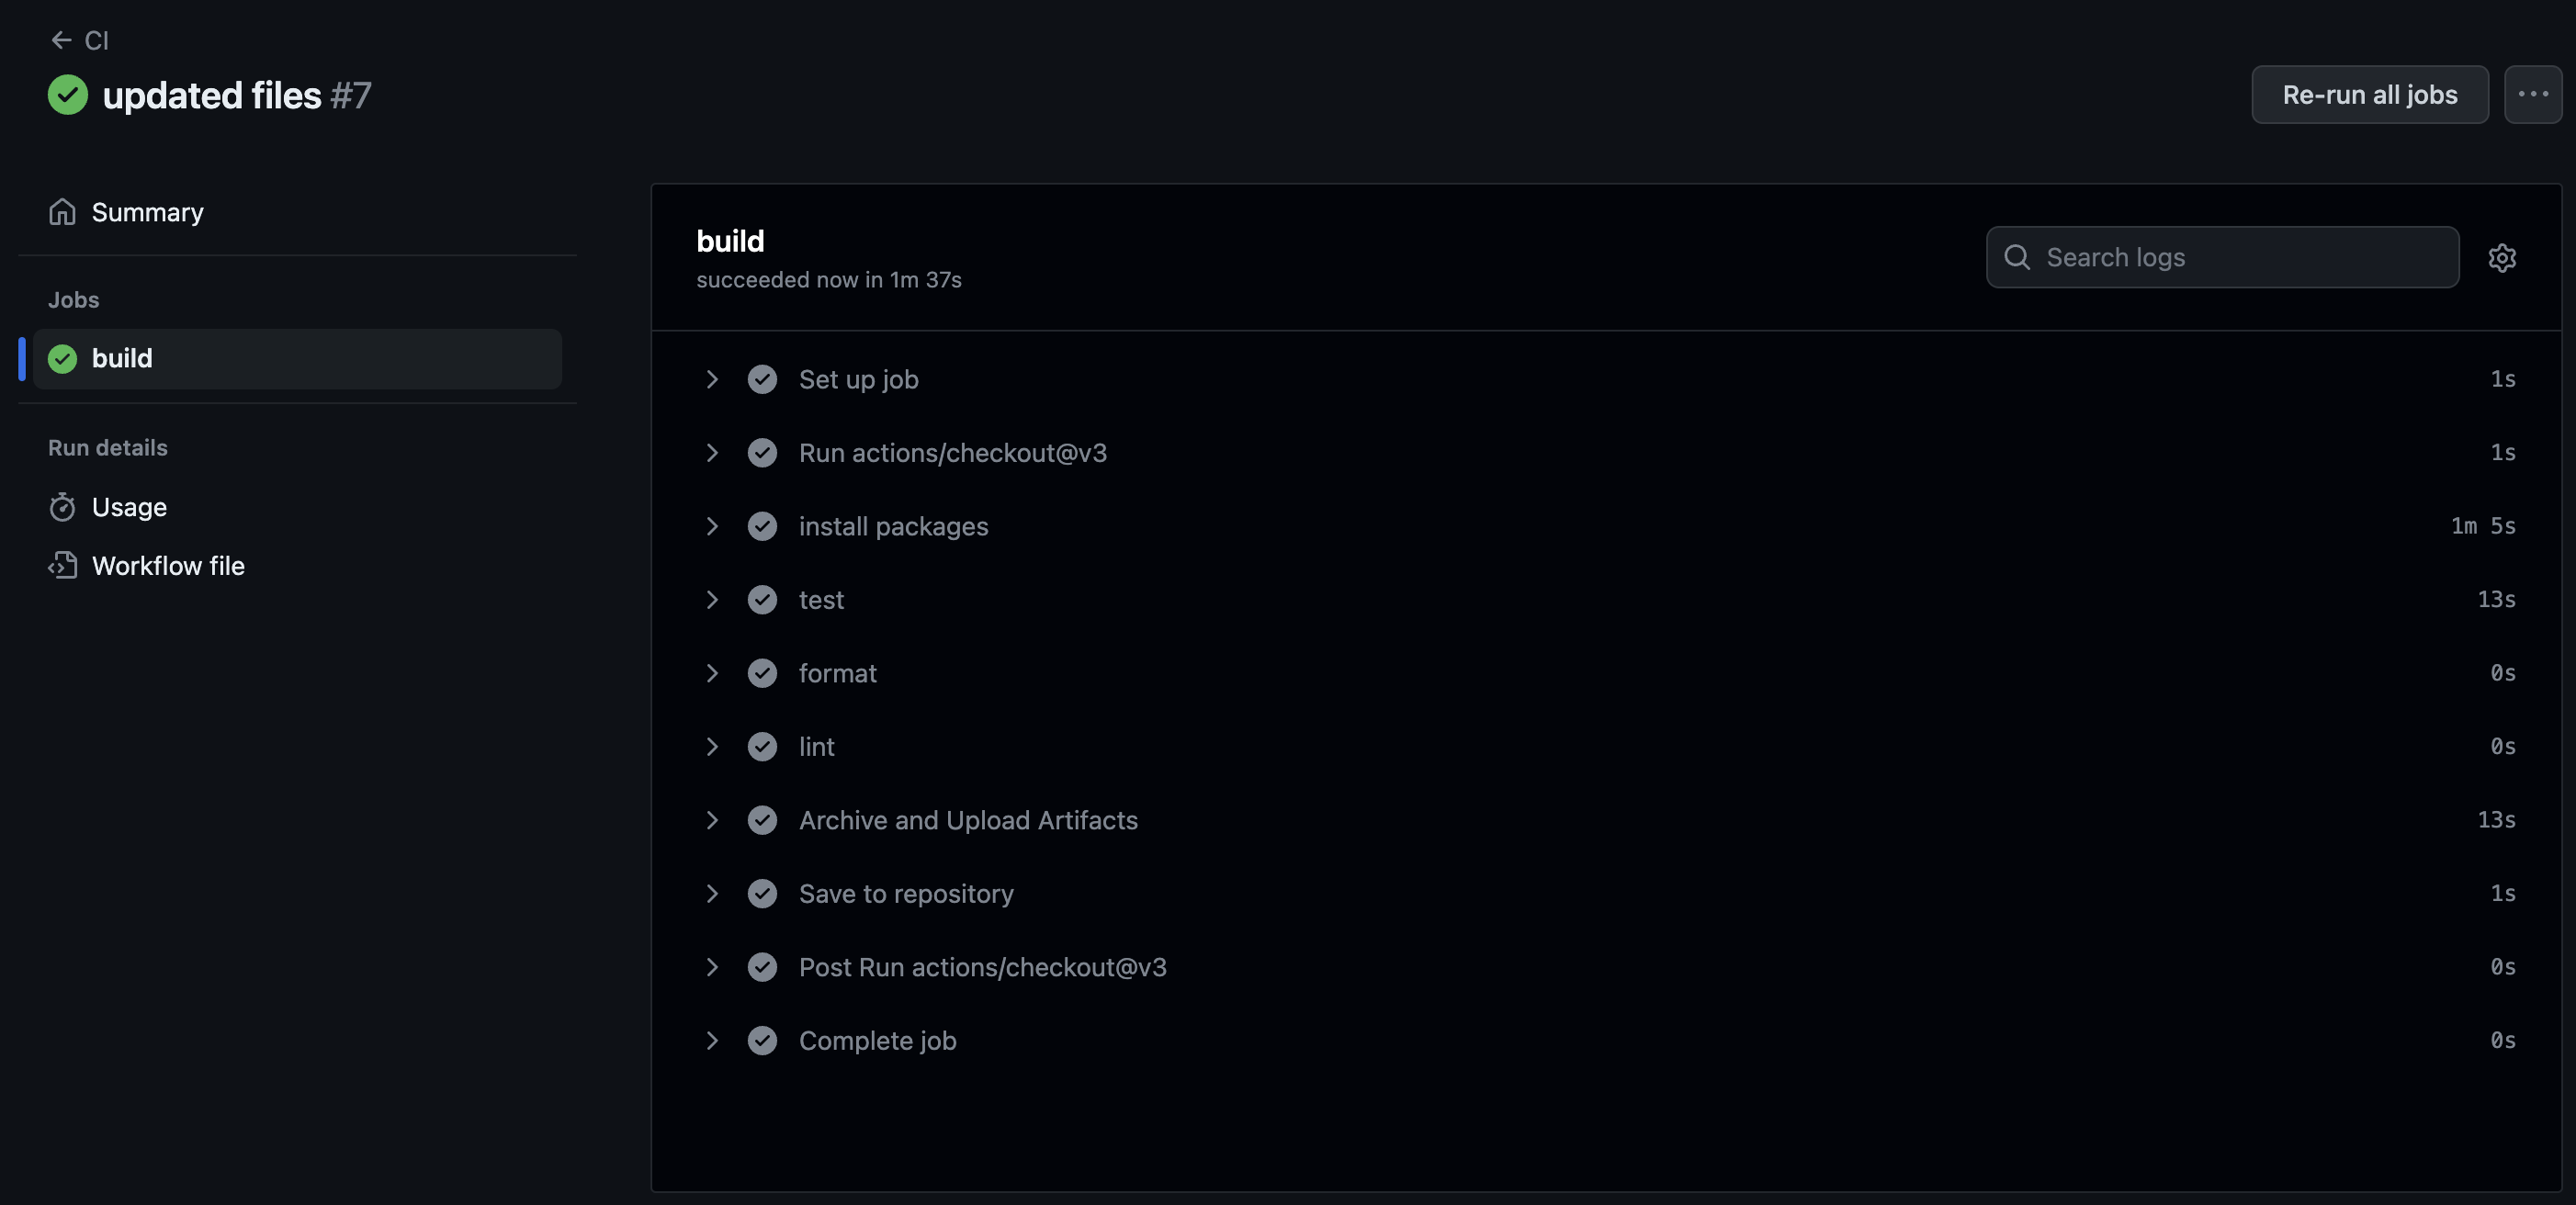 CI
updated files #7
Re-run all jobs
Summary
Jobs
build
Run details
Usage
Workflow file
build
succeeded now in 1m 37s
Search logs
Set up job 1s
Run actions/checkout@v3 1s
install packages 1m 5s
test 13s
format 0s
lint 0s
Archive and Upload Artifacts 13s
Save to repository 1s
Post Run actions/checkout@v3 0s
Complete job 0s